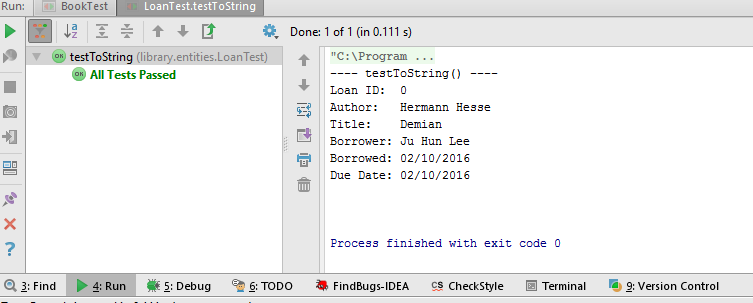 Run: BookTest LoanTest.testToString
Done: 1 of 1 (in 0.111 s)
testToString (library.entities.LoanTest)
OK All Tests Passed
"C:\Program ...
---- testToString() ----
Loan ID:  0
Author:   Hermann Hesse
Title:    Demian
Borrower: Ju Hun Lee
Borrowed: 02/10/2016
Due Date: 02/10/2016
Process finished with exit code 0
3: Find 4: Run 5: Debug 6: TODO FindBugs-IDEA CS CheckStyle Terminal 9: Version Control